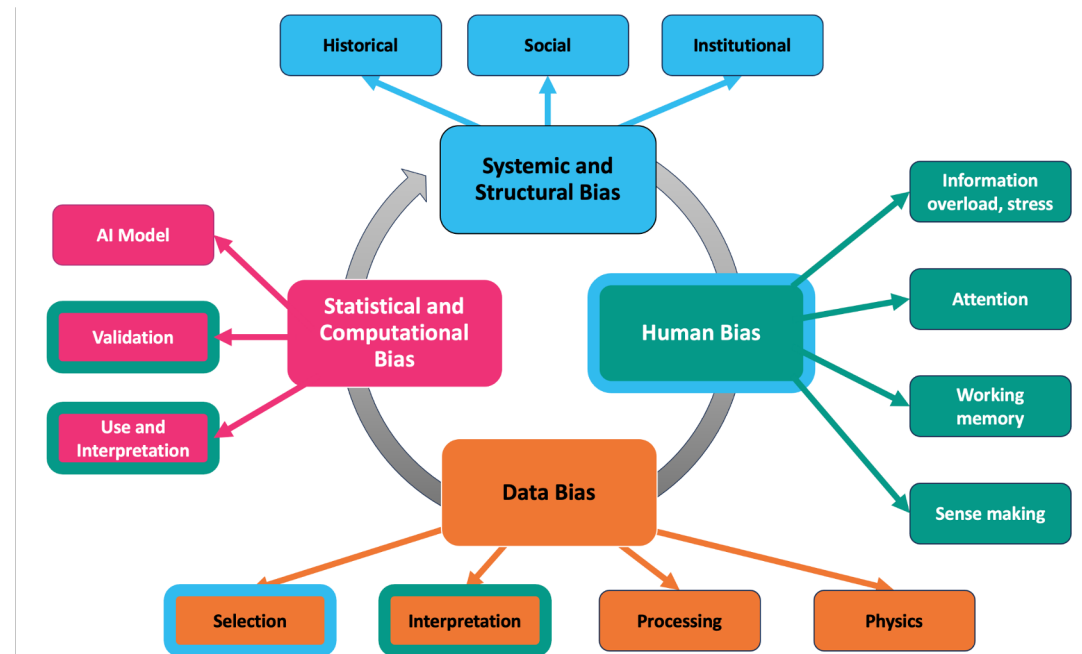 Historical
Social
Institutional
Systemic and
Structural Bias
Information
overload, stress
AI Model
Attention
Statistical and
Computational
Bias
Human Bias
Validation
Working
memory
Use and
Interpretation
Data Bias
Sense making
Selection
Interpretation
Processing
Physics